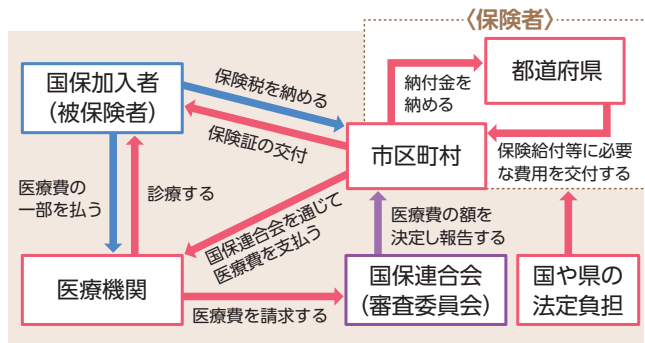 〈保険者〉
国保加入者
（被保険者）
保険税を納める
保険証の交付
納付金を
納める
都道府県
市区町村
保険給付等に必要
な費用を交付する
医療費の
一部を払う
診療する
国保連合会を通じて
医療費を支払う
医療費の額を
決定し報告する
医療機関
医療費を請求する
国保連合会
（審査委員会）
国や県の
法定負担